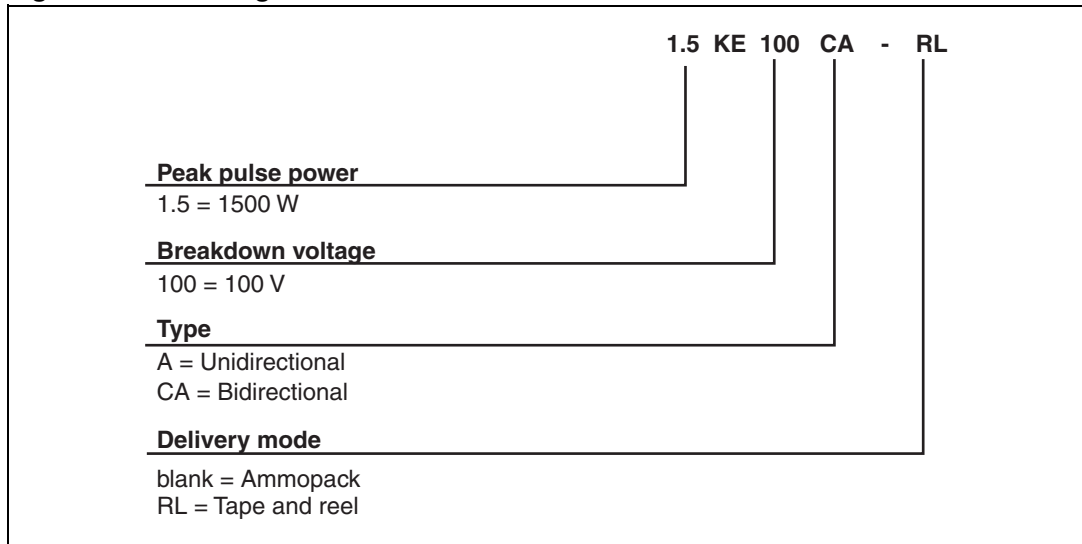 1.5 KE 100 CA - RL
Peak pulse power
1.5 = 1500 W
Breakdown voltage
100 = 100 V
Type
A = Unidirectional
CA = Bidirectional
Delivery mode
blank = Ammopack
RL = Tape and reel